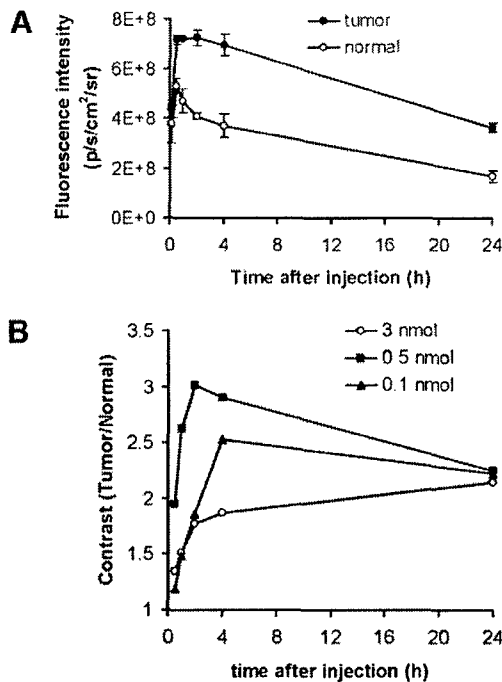 A
tumor
normal
8E+8
6E+8
4E+8
2E+8
0E+0
Fluorescence intensity
(p/s/cm²/sr)
0 4 8 12 16 20 24
Time after injection (h)
B
3 nmol
0 5 nmol
0.1 nmol
3.5
3
2.5
2
1.5
1
Contrast (Tumor/Normal)
0 4 8 12 16 20 24
time after injection (h)